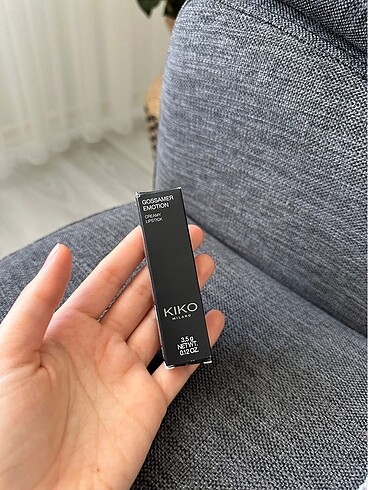 GOSSAMER
EMOTION
CREAMY
LIPSTICK
KIKO
MILANO
3.5 g
NET WT.
0.12 OZ.